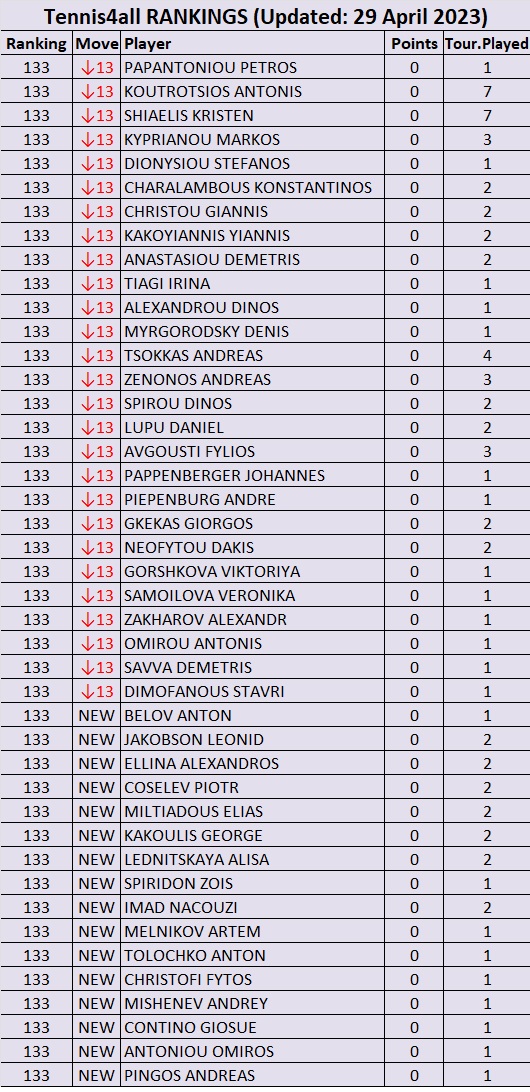 Tennis4all RANKINGS (Updated: 29 April 2023)
Ranking Move Player Points Tour.Played
133 ↓13 PAPANTONIOU PETROS 0 1
133 ↓13 KOUTROTSIOS ANTONIS 0 7
133 ↓13 SHIAELIS KRISTEN 0 7
133 ↓13 KYPRIANOU MARKOS 0 3
133 ↓13 DIONYSIOU STEFANOS 0 1
133 ↓13 CHARALAMBOUS KONSTANTINOS 0 2
133 ↓13 CHRISTOU GIANNIS 0 2
133 ↓13 KAKOYIANNIS YIANNIS 0 2
133 ↓13 ANASTASIOU DEMETRIS 0 2
133 ↓13 TIAGI IRINA 0 1
133 ↓13 ALEXANDROU DINOS 0 1
133 ↓13 MYRGORODSKY DENIS 0 1
133 ↓13 TSOKKAS ANDREAS 0 4
133 ↓13 ZENONOS ANDREAS 0 3
133 ↓13 SPIROU DINOS 0 2
133 ↓13 LUPU DANIEL 0 2
133 ↓13 AVGOUSTI FYLIOS 0 3
133 ↓13 PAPPENBERGER JOHANNES 0 1
133 ↓13 PIEPENBURG ANDRE 0 1
133 ↓13 GKEKAS GIORGOS 0 2
133 ↓13 NEOFYTOU DAKIS 0 2
133 ↓13 GORSHKOVA VIKTORIYA 0 1
133 ↓13 SAMOILOVA VERONIKA 0 1
133 ↓13 ZAKHAROV ALEXANDR 0 1
133 ↓13 OMIROU ANTONIS 0 1
133 ↓13 SAVVA DEMETRIS 0 1
133 ↓13 DIMOFANOUS STAVRI 0 1
133 NEW BELOV ANTON 0 1
133 NEW JAKOBSON LEONID 0 2
133 NEW ELLINA ALEXANDROS 0 2
133 NEW COSELEV PIOTR 0 2
133 NEW MILTIADOUS ELIAS 0 2
133 NEW KAKOULIS GEORGE 0 2
133 NEW LEDNITSKAYA ALISA 0 2
133 NEW SPIRIDON ZOIS 0 1
133 NEW IMAD NACOUZI 0 2
133 NEW MELNIKOV ARTEM 0 1
133 NEW TOLOCHKO ANTON 0 1
133 NEW CHRISTOFI FYTOS 0 1
133 NEW MISHENEV ANDREY 0 1
133 NEW CONTINO GIOSUE 0 1
133 NEW ANTONIOU OMIROS 0 1
133 NEW PINGOS ANDREAS 0 1